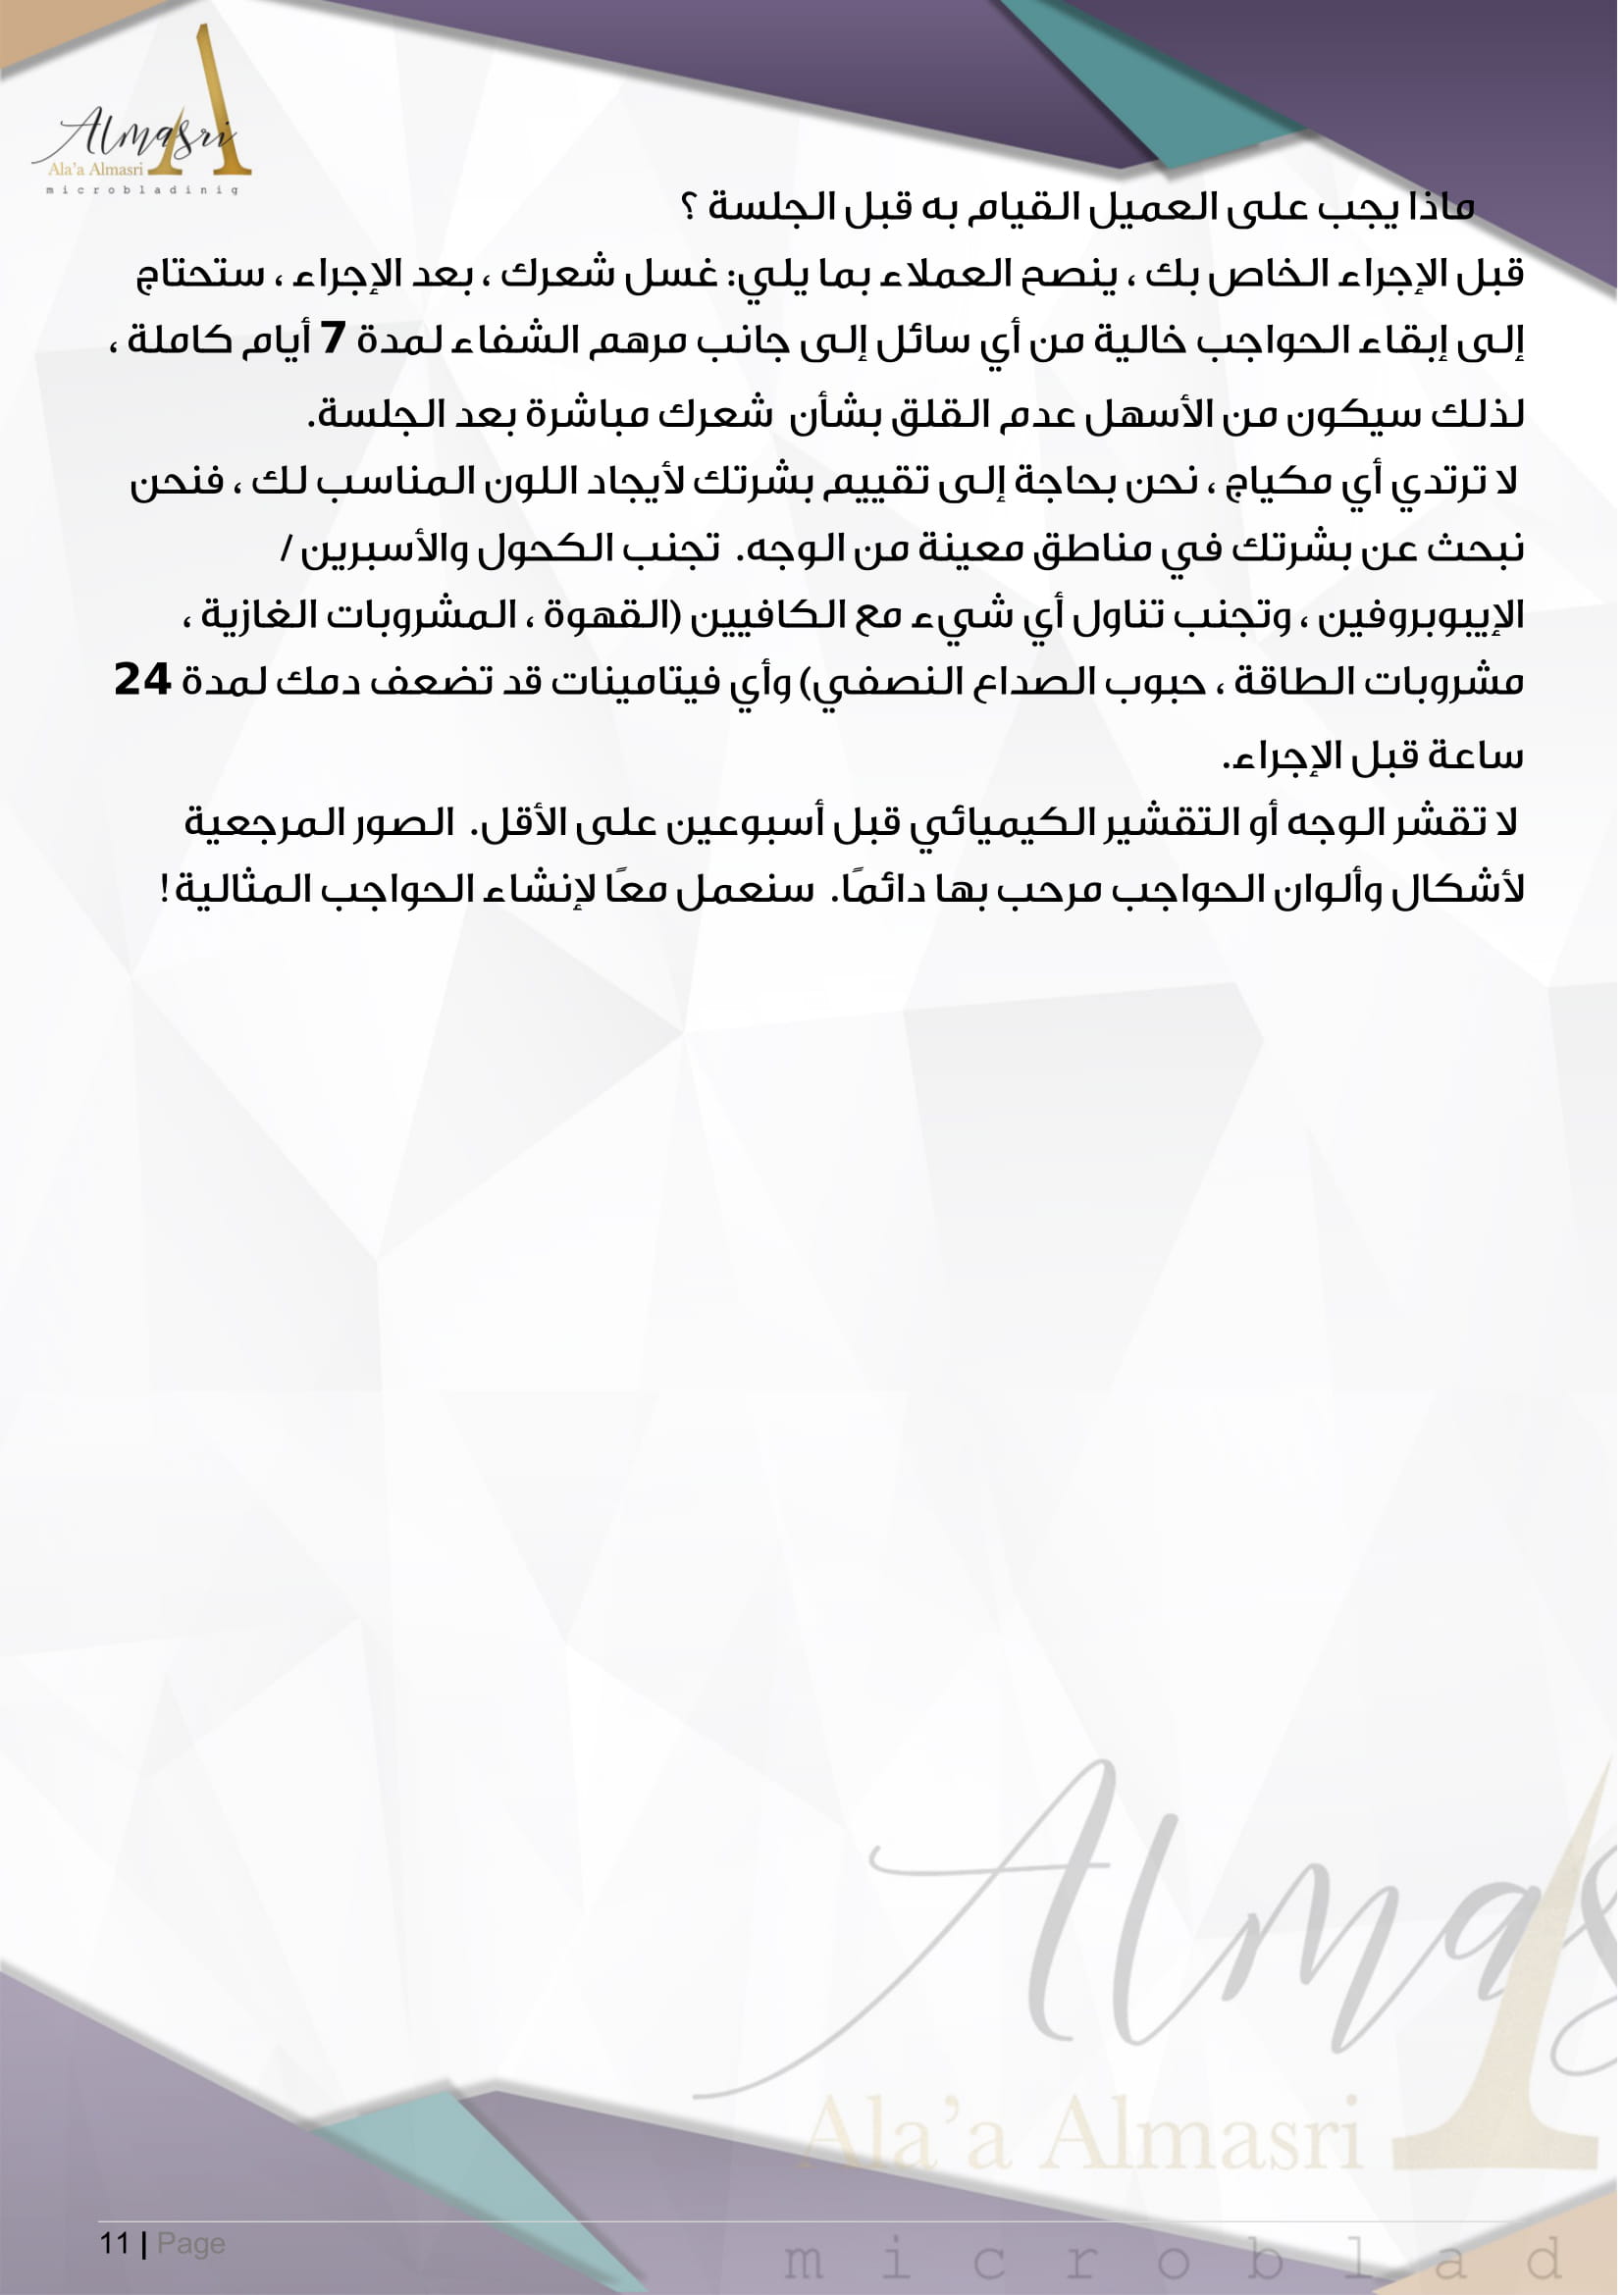 Almasri
Ala'a Almasri
microbladinig
ماذا يجب على العميل القيام به قبل الجلسة ؟
قبل الإجراء الخاص بك ، ينصح العملاء بما يلي: غسل شعرك ، بعد الإجراء ، ستحتاج
إلى إبقاء الحواجب خالية من أي سائل إلى جانب مرهم الشفاء لمدة 7 أيام كاملة ،
لذلك سيكون من الأسهل عدم القلق بشأن شعرك مباشرة بعد الجلسة.
لا ترتدي أي مكياج ، نحن بحاجة إلى تقييم بشرتك لأيجاد اللون المناسب لك ، فنحن
نبحث عن بشرتك في مناطق معينة من الوجه. تجنب الكحول والأسبرين /
الإيبوبروفين ، وتجنب تناول أي شيء مع الكافيين (القهوة ، المشروبات الغازية ،
مشروبات الطاقة ، حبوب الصداع النصفي) وأي فيتامينات قد تضعف دمك لمدة 24
ساعة قبل الإجراء.
لا تقشر الوجه أو التقشير الكيميائي قبل أسبوعين على الأقل. الصور المرجعية
لأشكال وألوان الحواجب مرحب بها دائمًا. سنعمل معًا لإنشاء الحواجب المثالية!
Almas
Ala'a Almasri
microblad
11 | Page